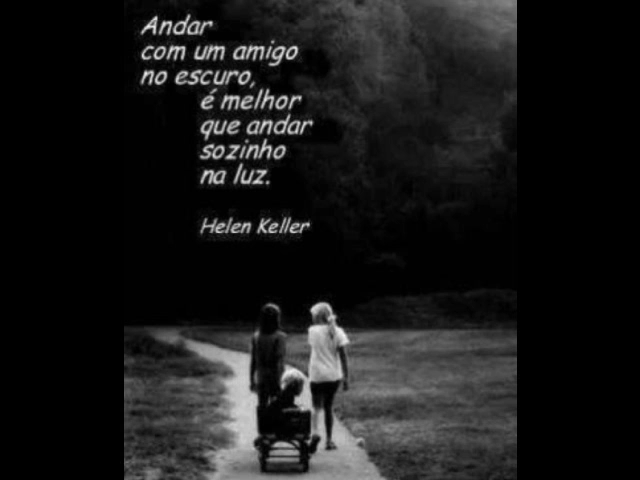 Andar
com um amigo
no escuro,
é melhor
que andar
sozinho
na luz.
Helen Keller